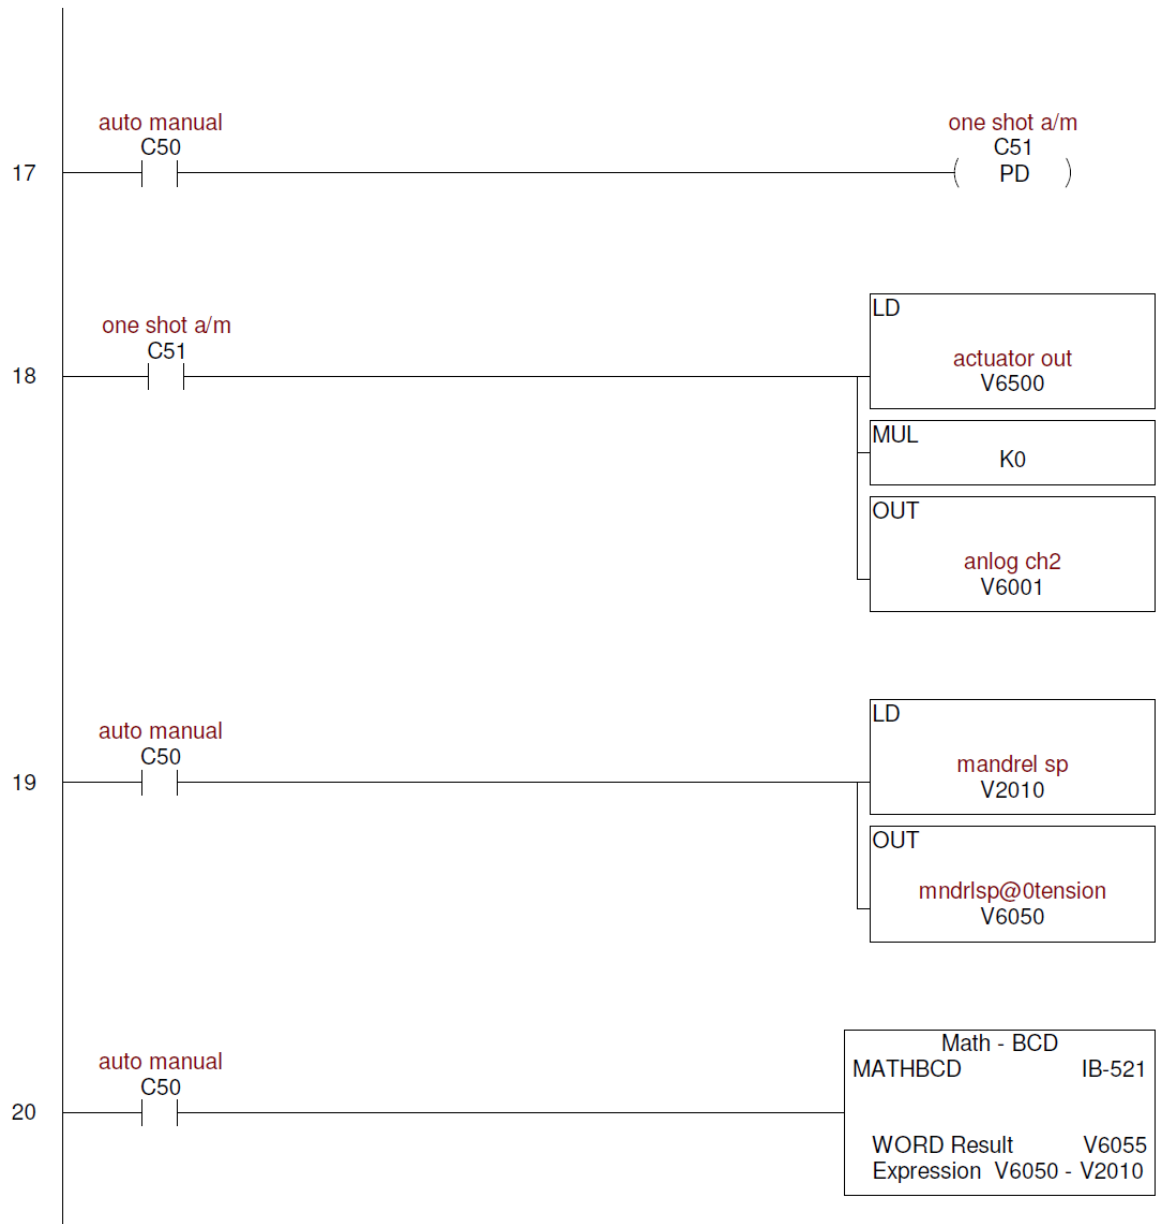 auto manual
C50
one shot a/m
C51
17
PD
one shot a/m
C51
18
LD
actuator out
V6500
MUL
K0
OUT
anlog ch2
V6001
auto manual
C50
19
LD
mandrel sp
V2010
OUT
mndrlsp@0tension
V6050
auto manual
C50
20
Math - BCD
MATHBCD IB-521
WORD Result V6055
Expression V6050 - V2010